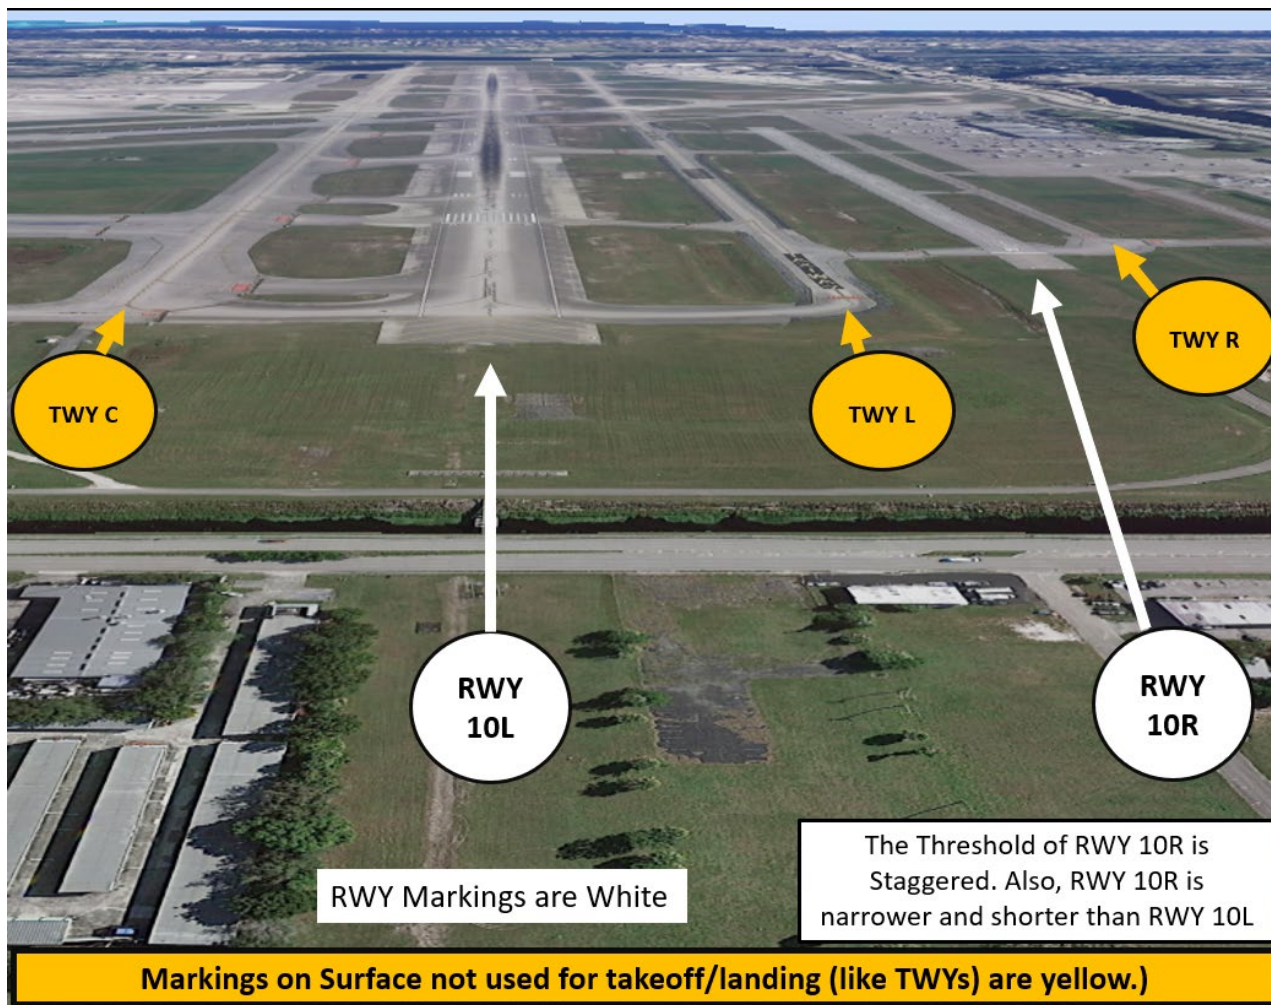 TWY R
TWY C
TWY L
RWY
10L
RWY
10R
The Threshold of RWY 10R is
Staggered. Also, RWY 10R is
narrower and shorter than RWY 10L
RWY Markings are White
Markings on Surface not used for takeoff/landing (like TWYs) are yellow.)